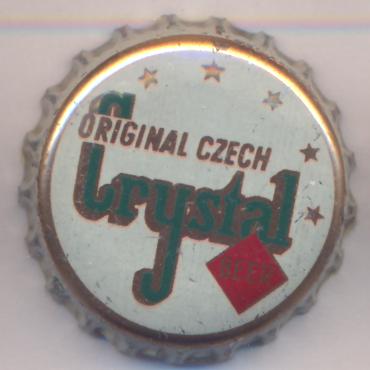 ORIGINAL CZECH
Crystal
BEER